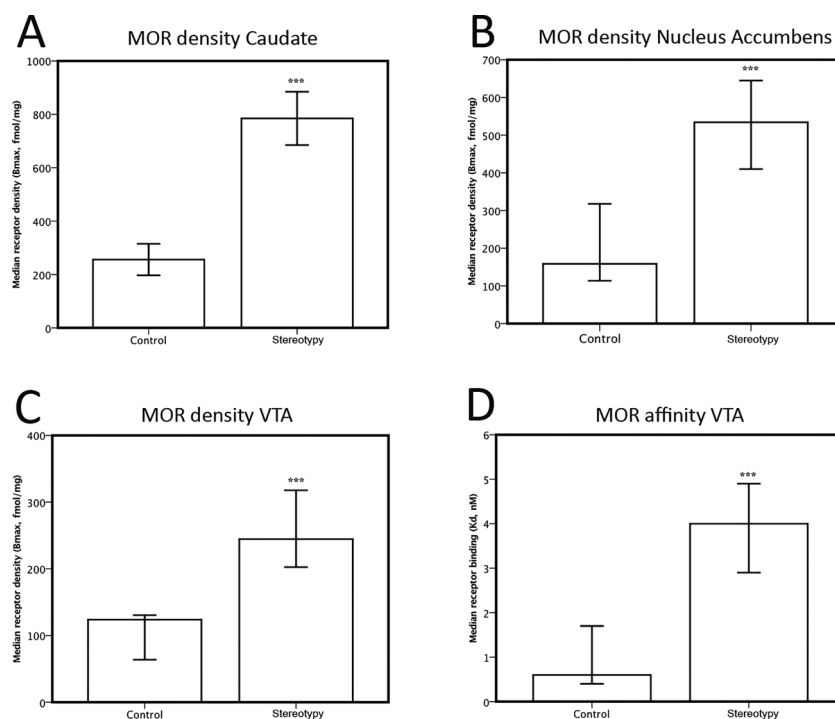 A
MOR density Caudate
Median receptor density (Bmax, fmol/mg)
1000
800
600
400
200
0
***
Control
Stereotypy
B
MOR density Nucleus Accumbens
Median receptor density (Bmax, fmol/mg)
700
600
500
400
300
200
100
0
***
Control
Stereotypy
C
MOR density VTA
Median receptor density (Bmax, fmol/mg)
400
300
200
100
0
***
Control
Stereotypy
D
MOR affinity VTA
Median receptor binding (Kd, nM)
6
5
4
3
2
1
0
***
Control
Stereotypy